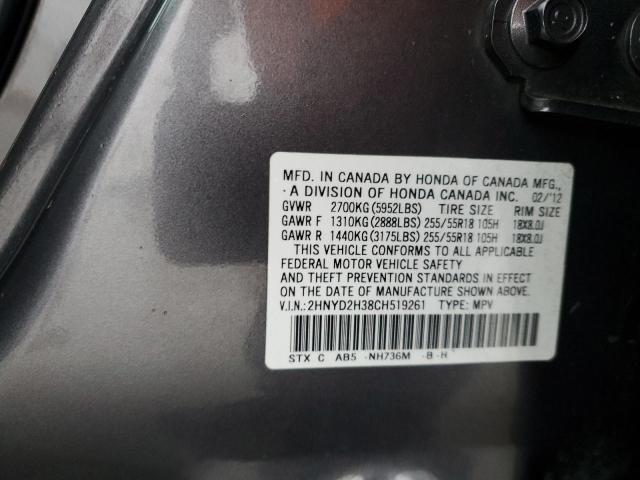 MFD. IN CANADA BY HONDA OF CANADA MFG.,
· A DIVISION OF HONDA CANADA INC. 02/'12
GVWR 2700KG(5952LBS) TIRE SIZE RIM SIZE
GAWR F 1310KG(2888LBS) 255/55R18 105H 18X8.0J
GAWR R 1440KG(3175LBS) 255/55R18 105H 18X8.0J
THIS VEHICLE CONFORMS TO ALL APPLICABLE
FEDERAL MOTOR VEHICLE SAFETY
AND THEFT PREVENTION STANDARDS IN EFFECT
ON THE DATE OF MANUFACTURE SHOWN ABOVE.
V.I.N.: 2HNYD2H38CH519261 TYPE: MPV
STX C AB5 -NH736M -B -H